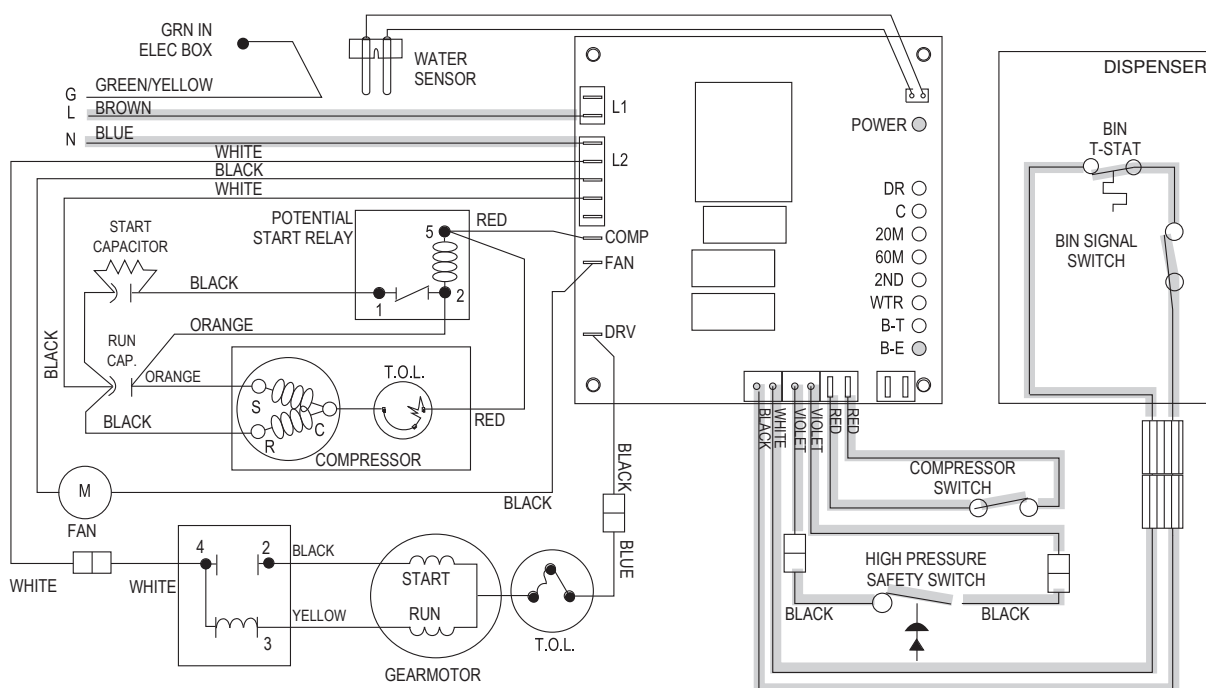 GRN IN
ELEC BOX
WATER
SENSOR
DISPENSER
G
GREEN/YELLOW
L
BROWN
L1
N
BLUE
WHITE
L2
BLACK
WHITE
POWER
BIN
T-STAT
POTENTIAL
START RELAY
RED
START
CAPACITOR
5
COMP
FAN
DR
C
20M
60M
2ND
WTR
B-T
B-E
BIN SIGNAL
SWITCH
BLACK
1
2
ORANGE
DRV
BLACK
RUN
CAP.
ORANGE
T.O.L.
S
R
C
BLACK
RED
COMPRESSOR
BLACK
WHITE
VIOLET
VIOLET
RED
RED
COMPRESSOR
SWITCH
M
FAN
BLACK
BLACK
BLUE
WHITE
4
2
BLACK
WHITE
START
YELLOW
RUN
3
T.O.L.
GEARMOTOR
HIGH PRESSURE
SAFETY SWITCH
BLACK
BLACK